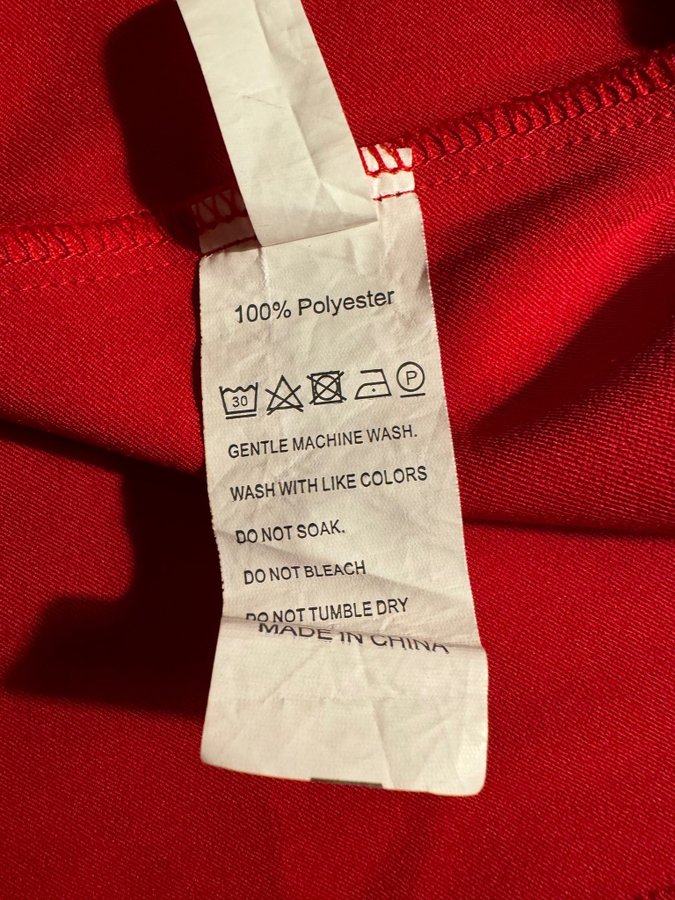 100% Polyester
30 P
GENTLE MACHINE WASH.
WASH WITH LIKE COLORS
DO NOT SOAK.
DO NOT BLEACH
DO NOT TUMBLE DRY
MADE IN CHINA